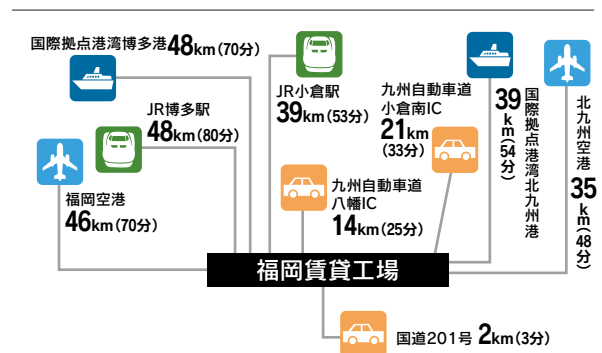 国際拠点港湾博多港48km(70分)
JR博多駅
48km(80分)
福岡空港
46km(70分)
JR小倉駅
39km(53分)
九州自動車道
八幡IC
14km(25分)
九州自動車道
小倉南IC
21km
(33分)
国際拠点港湾北九州港
39km(54分)
北九州空港
35km(48分)
福岡賃貸工場
国道201号 2km(3分)